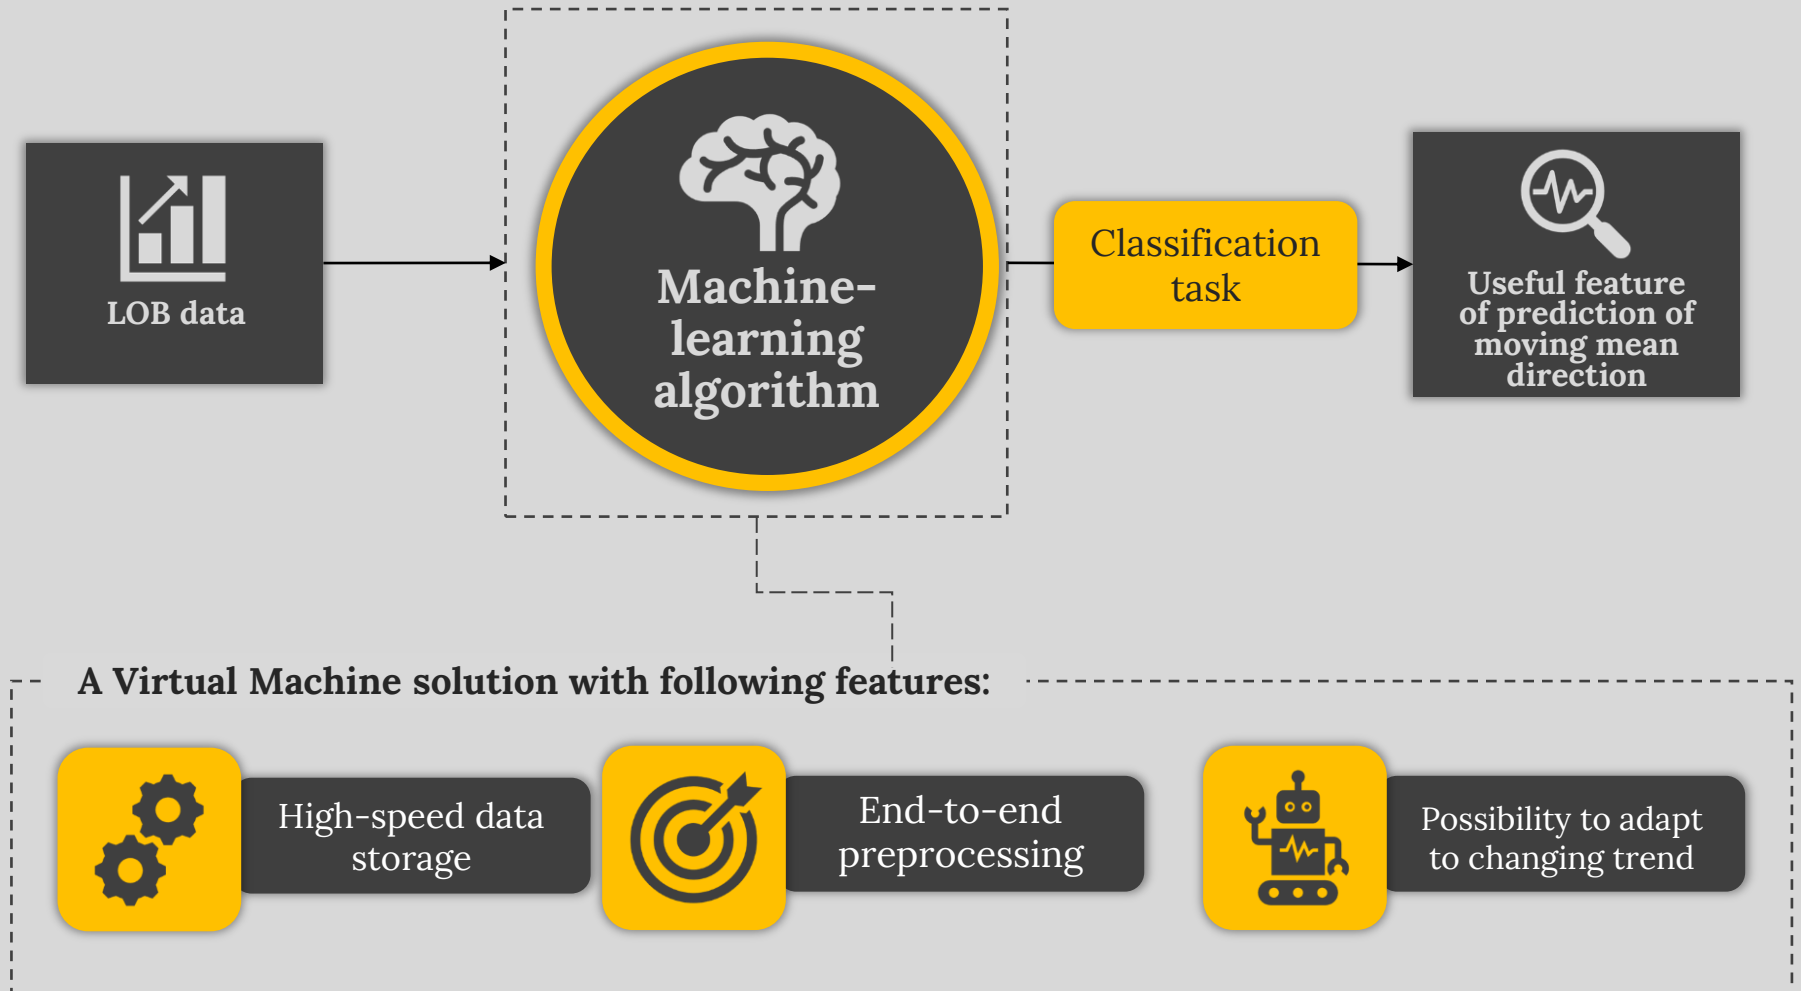 LOB data
Machine-
learning
algorithm
Classification
task
Useful feature
of prediction of
moving mean
direction
A Virtual Machine solution with following features:
High-speed data
storage
End-to-end
preprocessing
Possibility to adapt
to changing trend